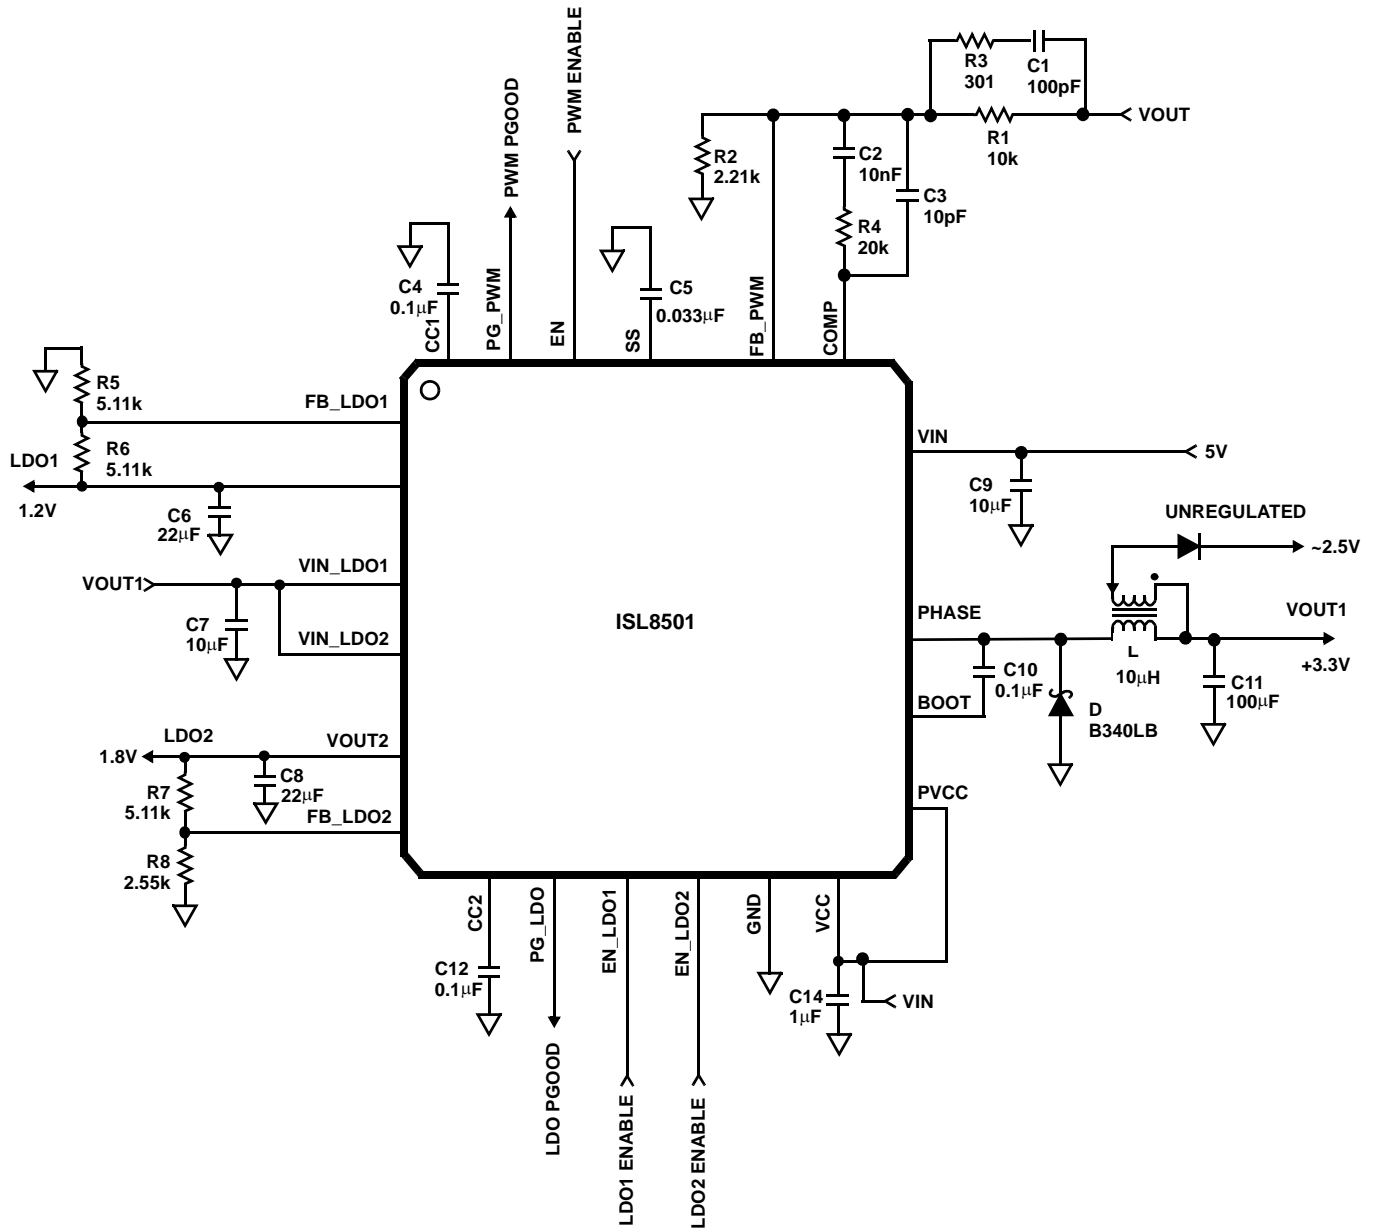 PWM ENABLE
PWM PGOOD
R3
301
C1
100pF
VOUT
R1
10k
R2
2.21k
C2
10nF
C3
10pF
R4
20k
C4
0.1µF
C5
0.033µF
CC1
PG_PWM
EN
SS
FB_PWM
COMP
R5
5.11k
FB_LDO1
R6
5.11k
LDO1
1.2V
C6
22µF
VIN
5V
C9
10µF
UNREGULATED
~2.5V
VOUT1
VIN_LDO1
C7
10µF
VIN_LDO2
ISL8501
PHASE
VOUT1
+3.3V
L
10µH
C10
0.1µF
C11
100µF
BOOT
D
B340LB
LDO2
1.8V
VOUT2
C8
22µF
R7
5.11k
FB_LDO2
R8
2.55k
PVCC
CC2
PG_LDO
EN_LDO1
EN_LDO2
GND
VCC
C12
0.1µF
C14
1µF
VIN
LDO PGOOD
LDO1 ENABLE
LDO2 ENABLE